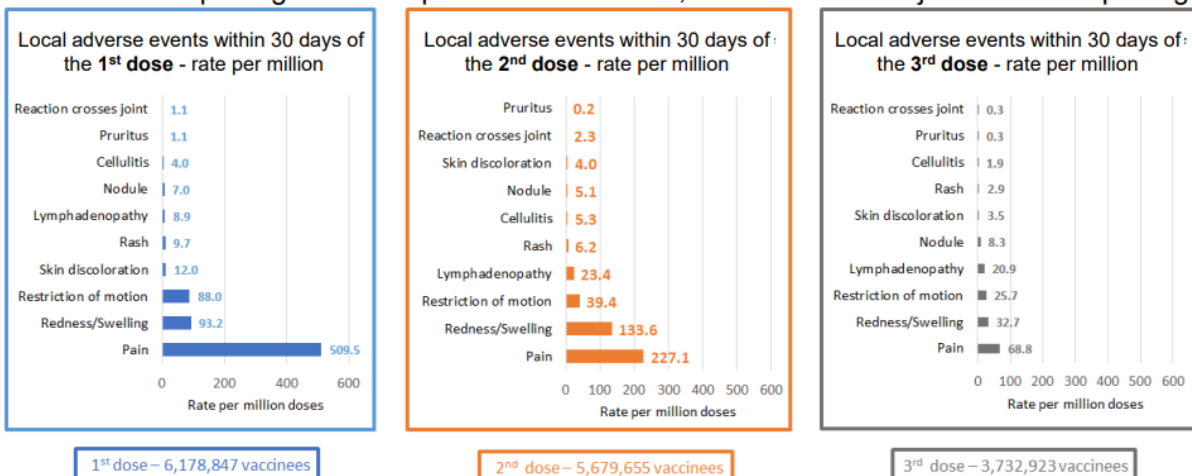 Local adverse events within 30 days of
the 1st dose - rate per million
Reaction crosses joint 1.1
Pruritus 1.1
Cellulitis 4.0
Nodule 7.0
Lymphadenopathy 8.9
Rash 9.7
Skin discoloration 12.0
Restriction of motion 88.0
Redness/Swelling 93.2
Pain 509.5
0 200 400 600
Rate per million doses
1st dose – 6,178,847 vaccinees
Local adverse events within 30 days of
the 2nd dose - rate per million
Pruritus 0.2
Reaction crosses joint 2.3
Skin discoloration 4.0
Nodule 5.1
Cellulitis 5.3
Rash 6.2
Lymphadenopathy 23.4
Restriction of motion 39.4
Redness/Swelling 133.6
Pain 227.1
0 100 200 300 400 500 600
Rate per million doses
2nd dose – 5,679,655 vaccinees
Local adverse events within 30 days of
the 3rd dose - rate per million
Reaction crosses joint 0.3
Pruritus 0.3
Cellulitis 1.9
Rash 2.9
Skin discoloration 3.5
Nodule 8.3
Lymphadenopathy 20.9
Restriction of motion 25.7
Redness/Swelling 32.7
Pain 68.8
0 100 200 300 400 500 600
Rate per million doses
3rd dose – 3,732,923 vaccinees